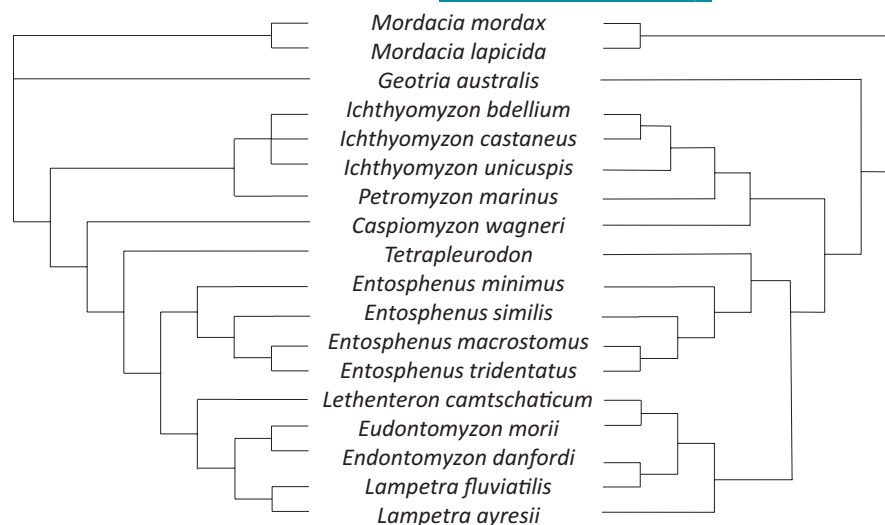 Mordacia mordax
Mordacia lapicida
Geotria australis
Ichthyomyzon bdellium
Ichthyomyzon castaneus
Ichthyomyzon unicuspis
Petromyzon marinus
Caspiomyzon wagneri
Tetrapleurodon
Entosphenus minimus
Entosphenus similis
Entosphenus macrostomus
Entosphenus tridentatus
Lethenteron camtschaticum
Eudontomyzon morii
Endontomyzon danfordi
Lampetra fluviatilis
Lampetra ayresii